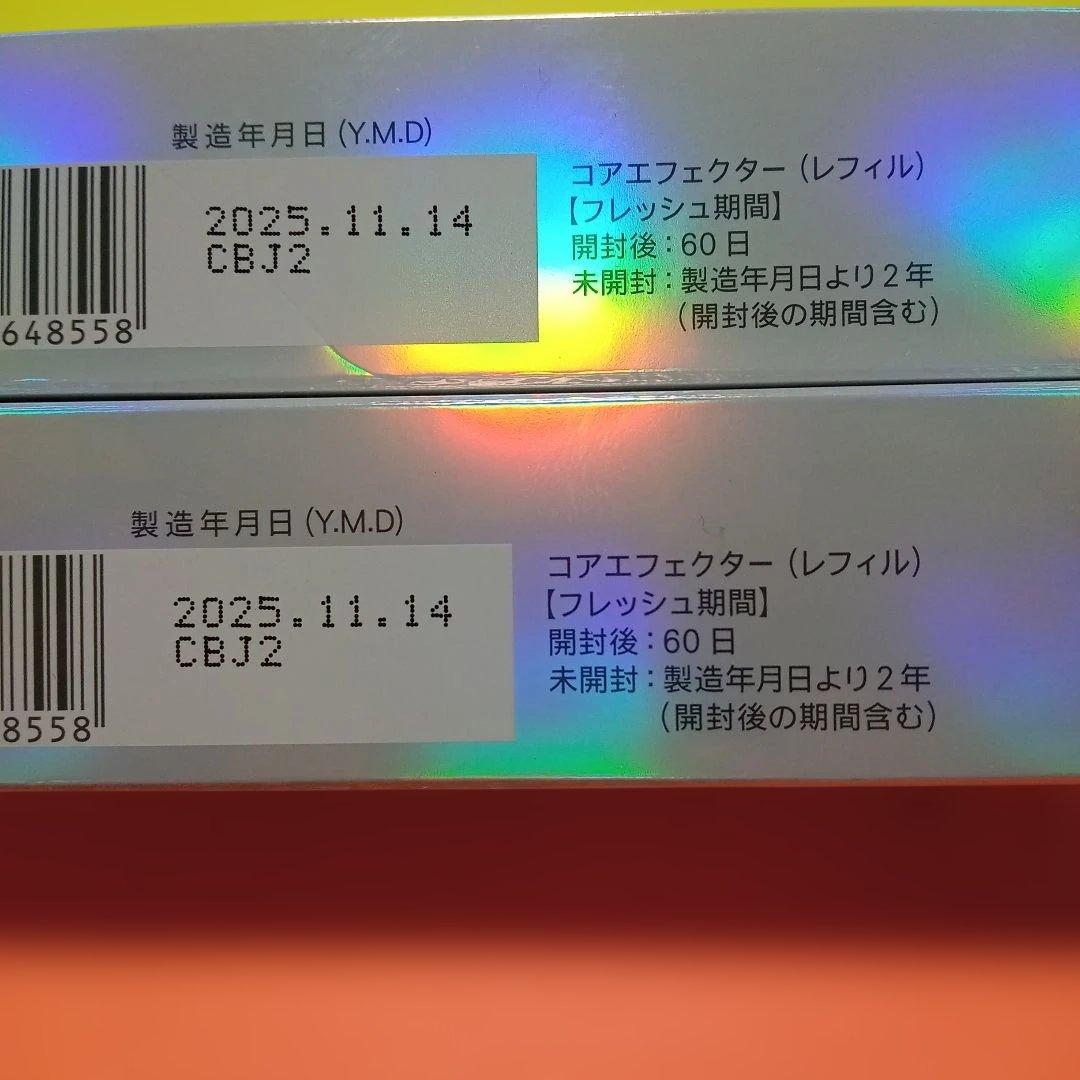 製造年月日(Y.M.D)
2025.11.14
CBJ2
648558
コアエフェクター(レフィル)
【フレッシュ期間】
開封後:60日
未開封:製造年月日より2年
(開封後の期間含む)
製造年月日(Y.M.D)
2025.11.14
CBJ2
8558
コアエフェクター(レフィル)
【フレッシュ期間】
開封後:60日
未開封:製造年月日より2年
(開封後の期間含む)